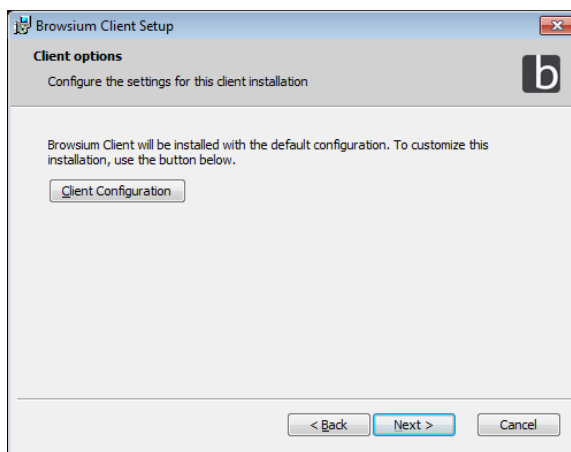 Browsium Client Setup
Client options
Configure the settings for this client installation
b
Browsium Client will be installed with the default configuration. To customize this
installation, use the button below.
Client Configuration
< Back
Next >
Cancel